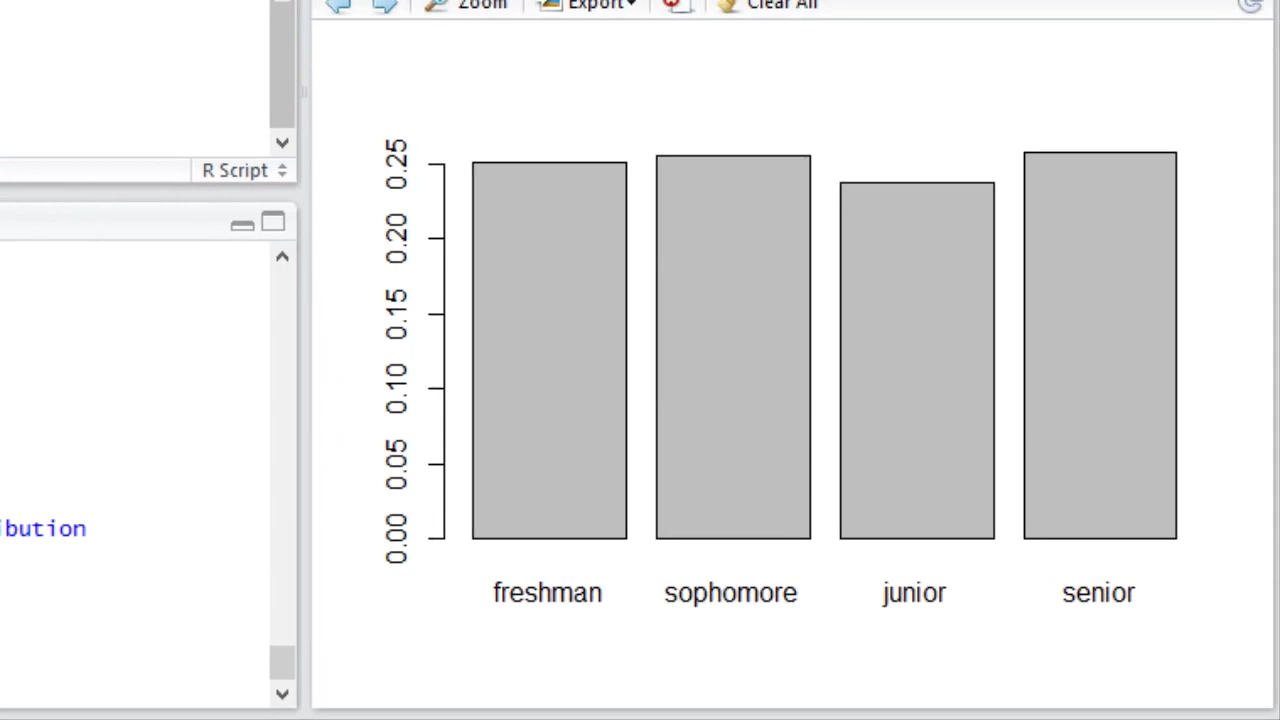 Zoom
Export
Clear All
R Script
ibution
0.25
0.20
0.15
0.10
0.05
0.00
freshman
sophomore
junior
senior